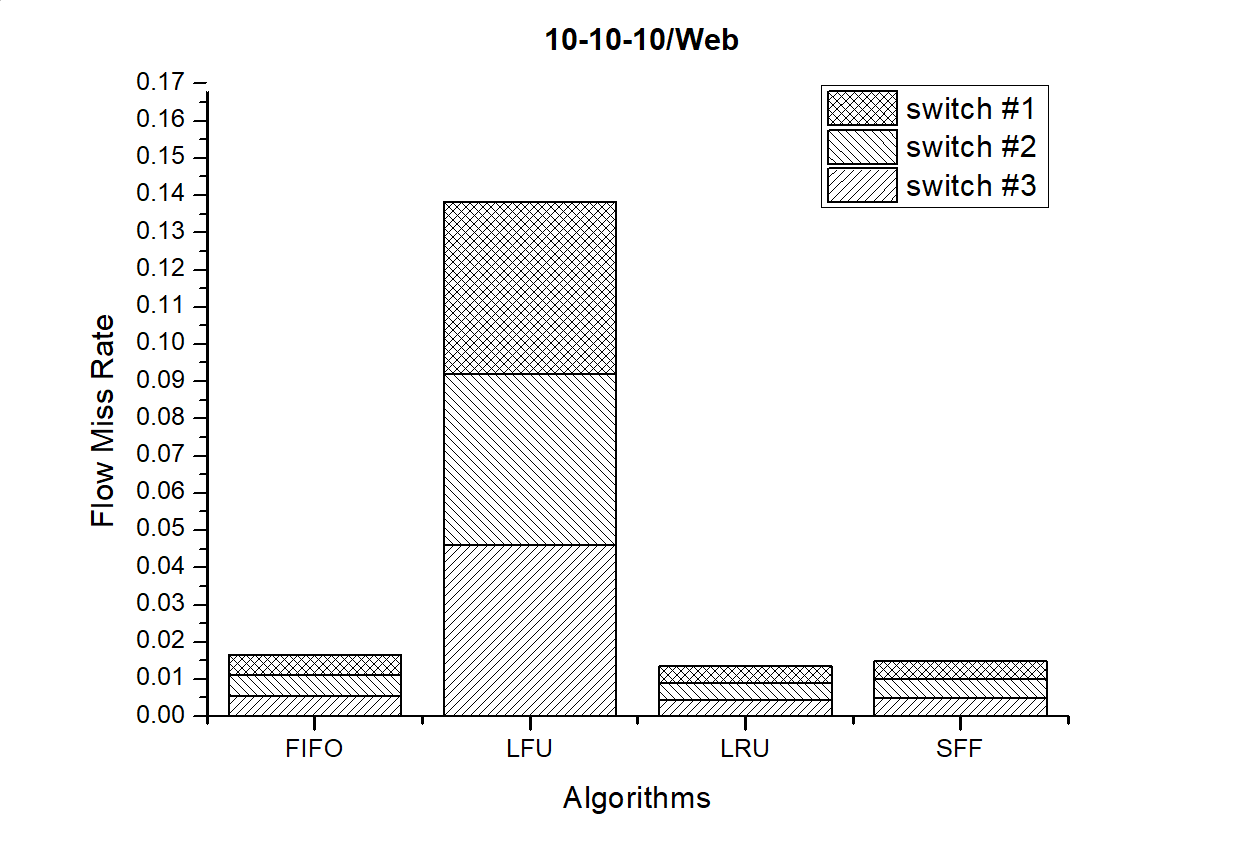 10-10-10/Web
switch #1
switch #2
switch #3
Flow Miss Rate
0.17
0.16
0.15
0.14
0.13
0.12
0.11
0.10
0.09
0.08
0.07
0.06
0.05
0.04
0.03
0.02
0.01
0.00
FIFO LFU LRU SFF
Algorithms